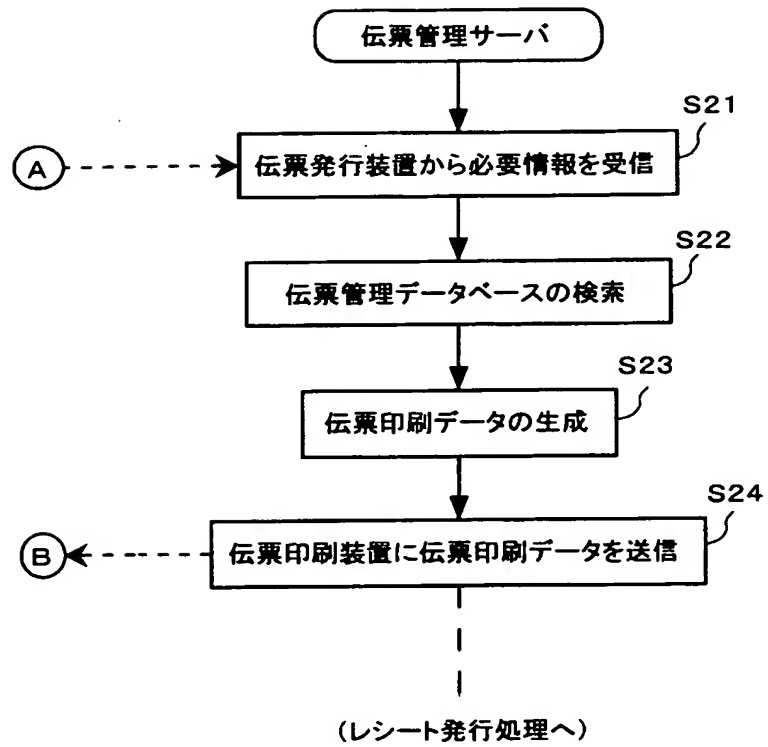 伝票管理サーバ
S21
A
伝票発行装置から必要情報を受信
S22
伝票管理データベースの検索
S23
伝票印刷データの生成
S24
B
伝票印刷装置に伝票印刷データを送信
(レシート発行処理へ)